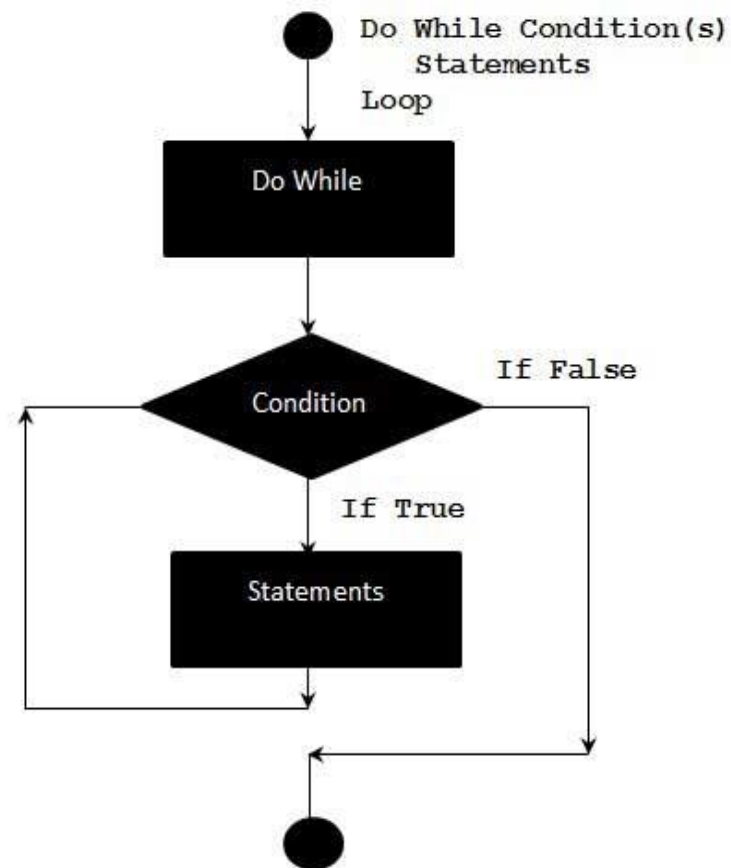 Do While Condition(s)
Statements
Loop
Do While
Condition
If False
If True
Statements